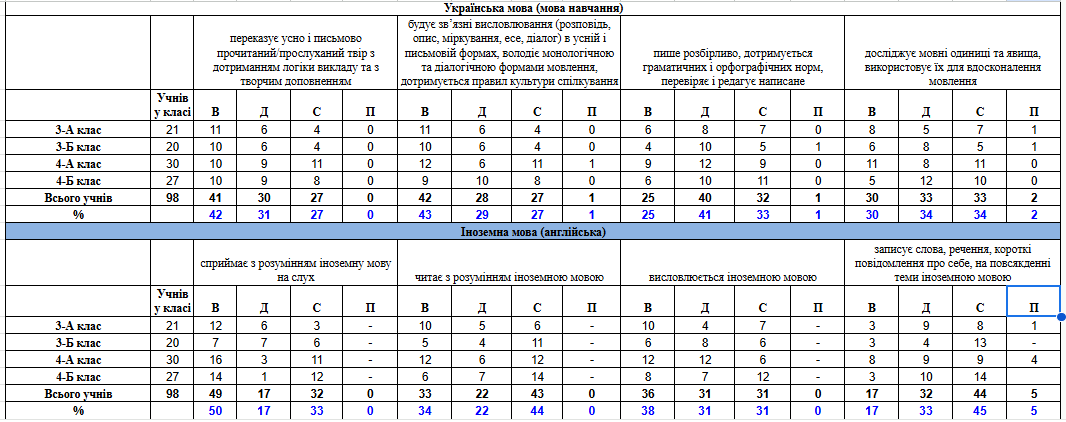 Українська мова (мова навчання)
переказує усно і письмово прочитаний/прослуханий твір з дотриманням логіки викладу та з творчим доповненням будує зв’язні висловлювання (розповідь, опис, міркування, есе, діалог) в усній і письмовій формах, володіє монологічною та діалогічною формами мовлення, дотримується правил культури спілкування пише розбірливо, дотримується граматичних і орфографічних норм, перевіряє і редагує написане досліджує мовні одиниці та явища, використовує їх для вдосконалення мовлення
Учнів у класі В Д С П В Д С П В Д С П В Д С П
3-А клас 21 11 6 4 0 11 6 4 0 6 8 7 0 8 5 7 1
3-Б клас 20 10 6 4 0 10 6 4 0 4 10 5 1 6 8 5 1
4-А клас 30 10 9 11 0 12 6 11 1 9 12 9 0 11 8 11 0
4-Б клас 27 10 9 8 0 9 10 8 0 6 10 11 0 5 12 10 0
Всього учнів 98 41 30 27 0 42 28 27 1 25 40 32 1 30 33 33 2
% 42 31 27 0 43 29 27 1 25 41 33 1 30 34 34 2
Іноземна мова (англійська)
сприймає з розумінням іноземну мову на слух читає з розумінням іноземною мовою висловлюється іноземною мовою записує слова, речення, короткі повідомлення про себе, на повсякденні теми іноземною мовою
Учнів у класі В Д С П В Д С П В Д С П В Д С П
3-А клас 21 12 6 3 - 10 5 6 - 10 4 7 - 3 9 8 1
3-Б клас 20 7 7 6 - 5 4 11 - 6 8 6 - 3 4 13 -
4-А клас 30 16 3 11 - 12 6 12 - 12 12 6 - 8 9 9 4
4-Б клас 27 14 1 12 - 6 7 14 - 8 7 12 - 3 10 14
Всього учнів 98 49 17 32 0 33 22 43 0 36 31 31 0 17 32 44 5
% 50 17 33 0 34 22 44 0 38 31 31 0 17 33 45 5